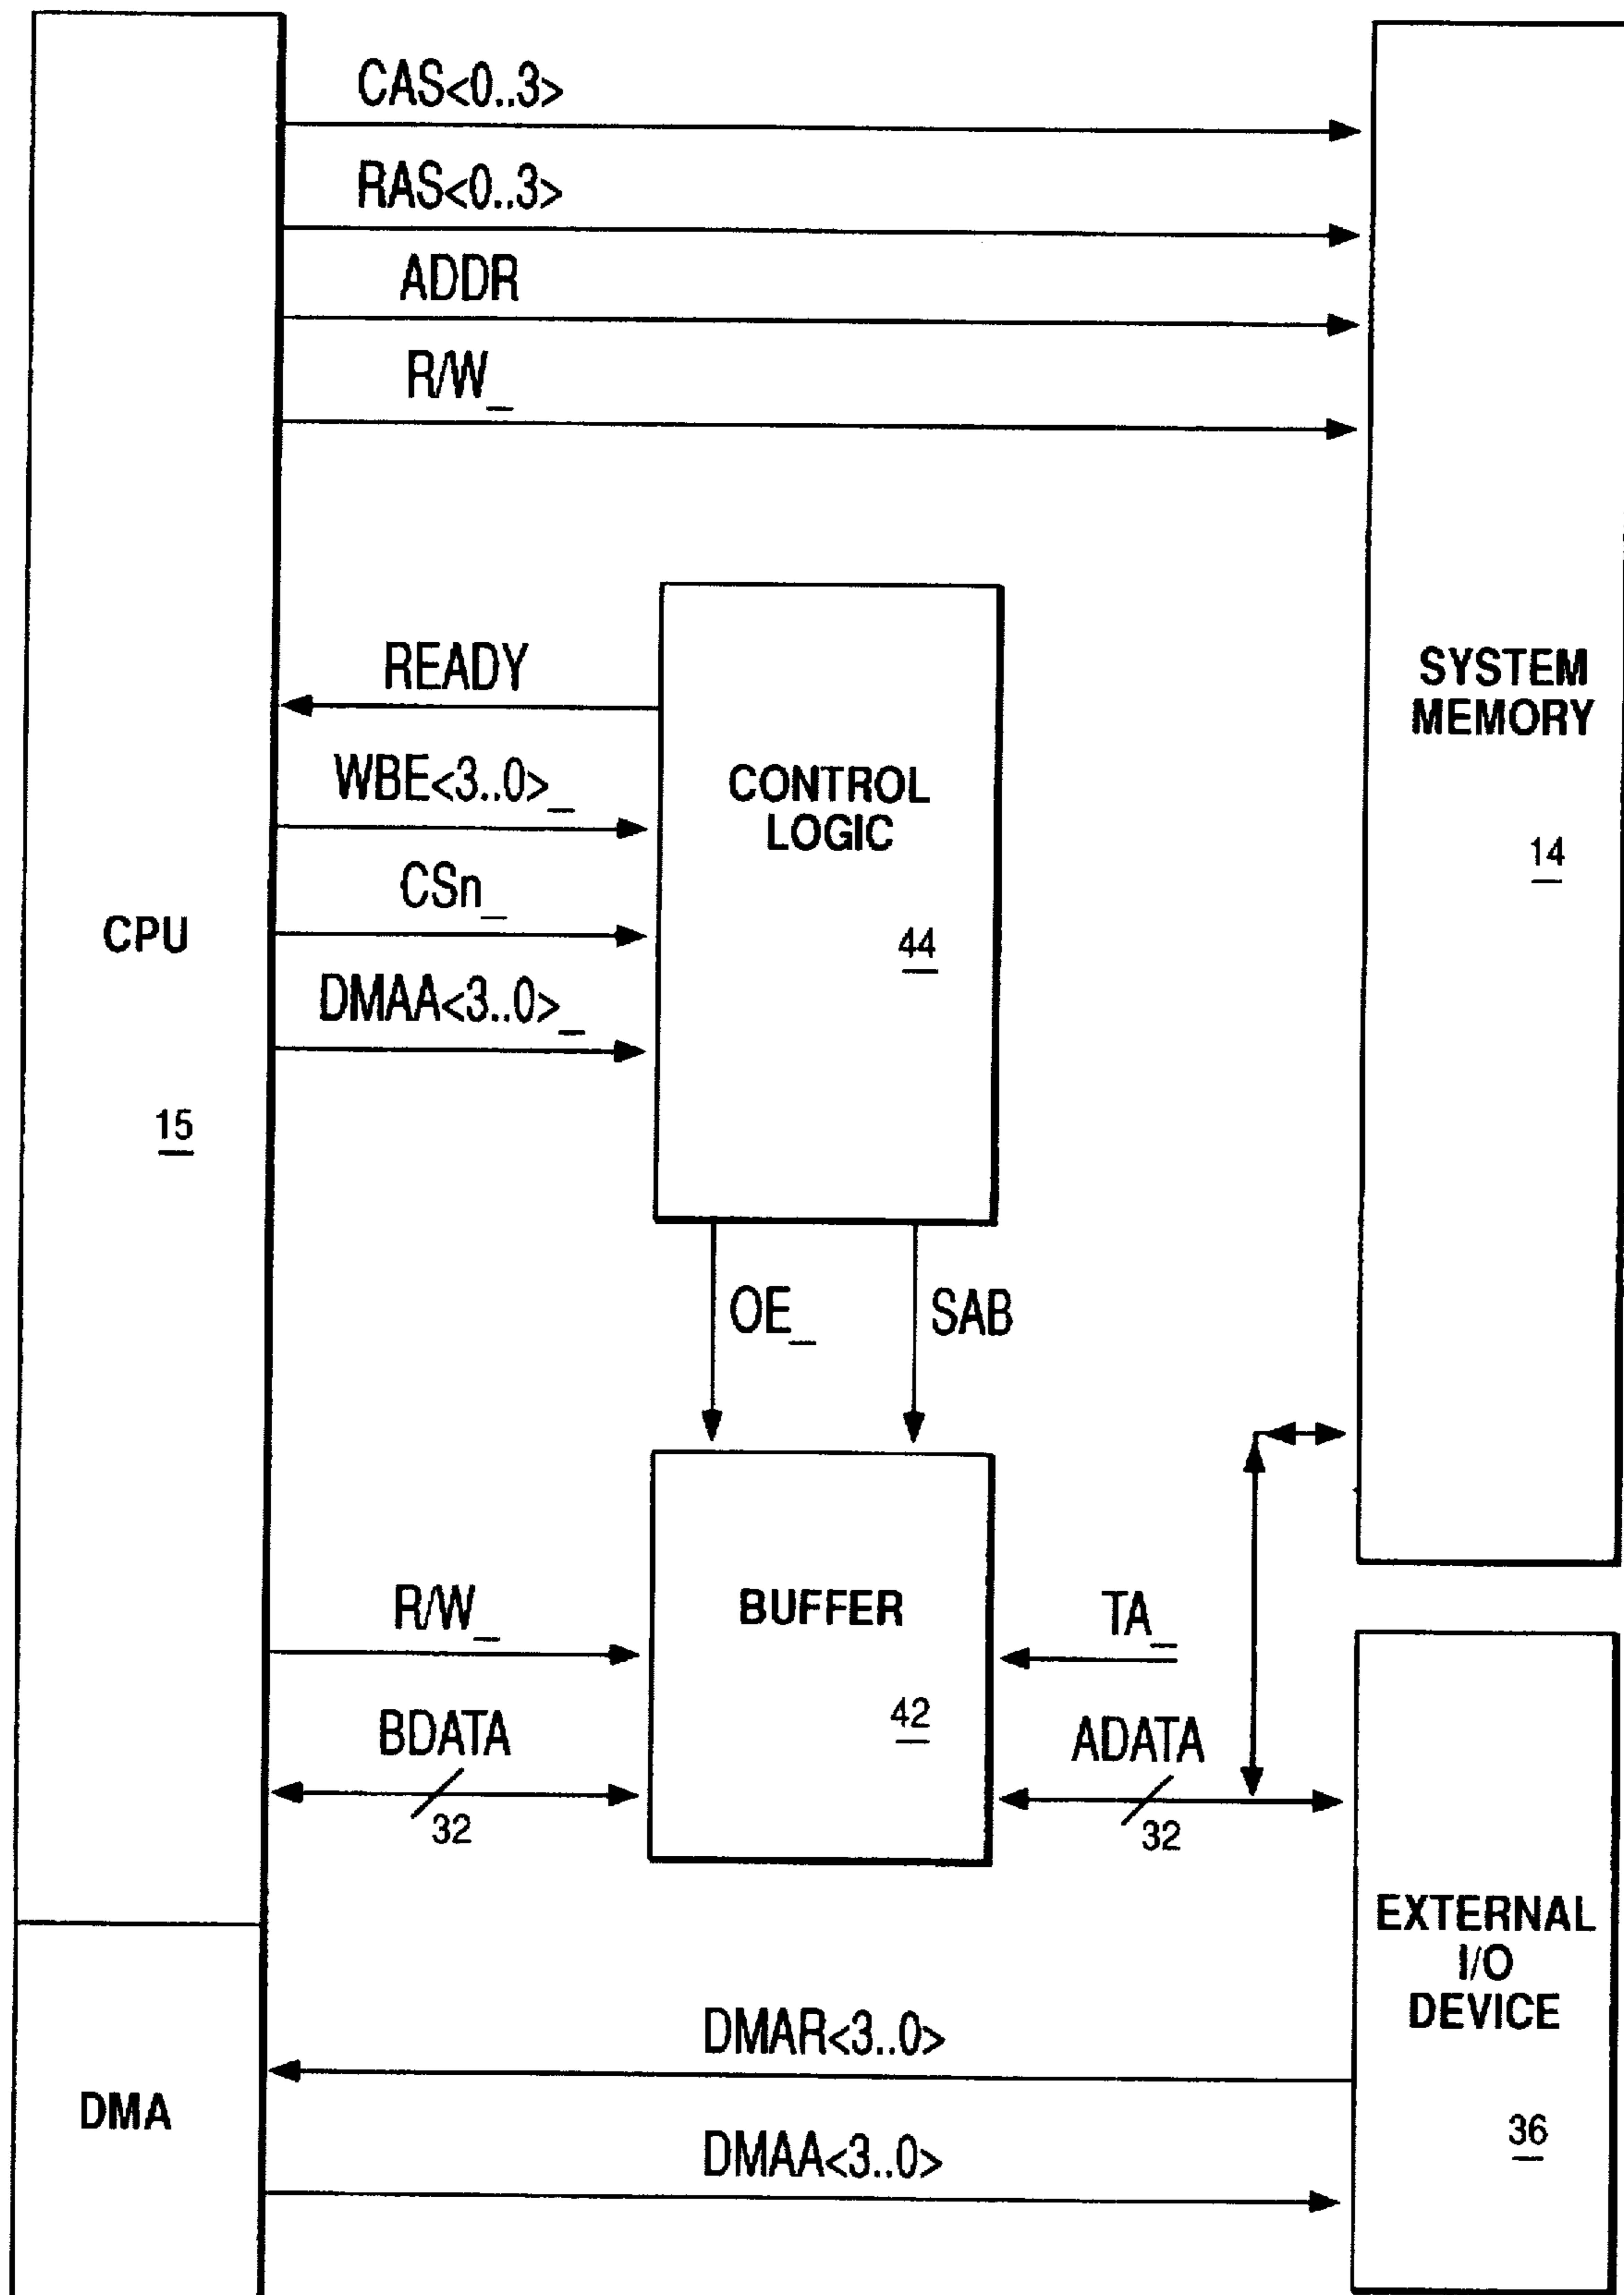 CAS<0..3>
RAS<0..3>
ADDR
R/W_
READY
WBE<3..0>_
CSn_
DMAA<3..0>_
CPU
15
CONTROL
LOGIC
44
SYSTEM
MEMORY
14
OE_
SAB
R/W_
BDATA
32
BUFFER
42
TA_
ADATA
32
EXTERNAL
I/O
DEVICE
36
DMA
DMAR<3..0>
DMAA<3..0>